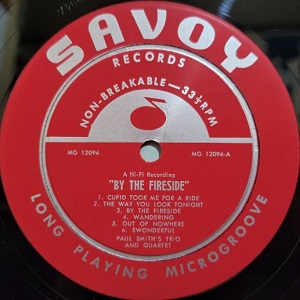 SAVOY
RECORDS
NON-BREAKABLE—33⅓RPM
MG 12094
MG 12094-A
A Hi-Fi Recording
"BY THE FIRESIDE"
1. CUPID TOOK ME FOR A RIDE
2. THE WAY YOU LOOK TONIGHT
3. BY THE FIRESIDE
4. WANDERING
5. OUT OF NOWHERE
6. SWONDERFUL
PAUL SMITH'S TRIO
AND QUARTET
LONG PLAYING MICROGROOVE